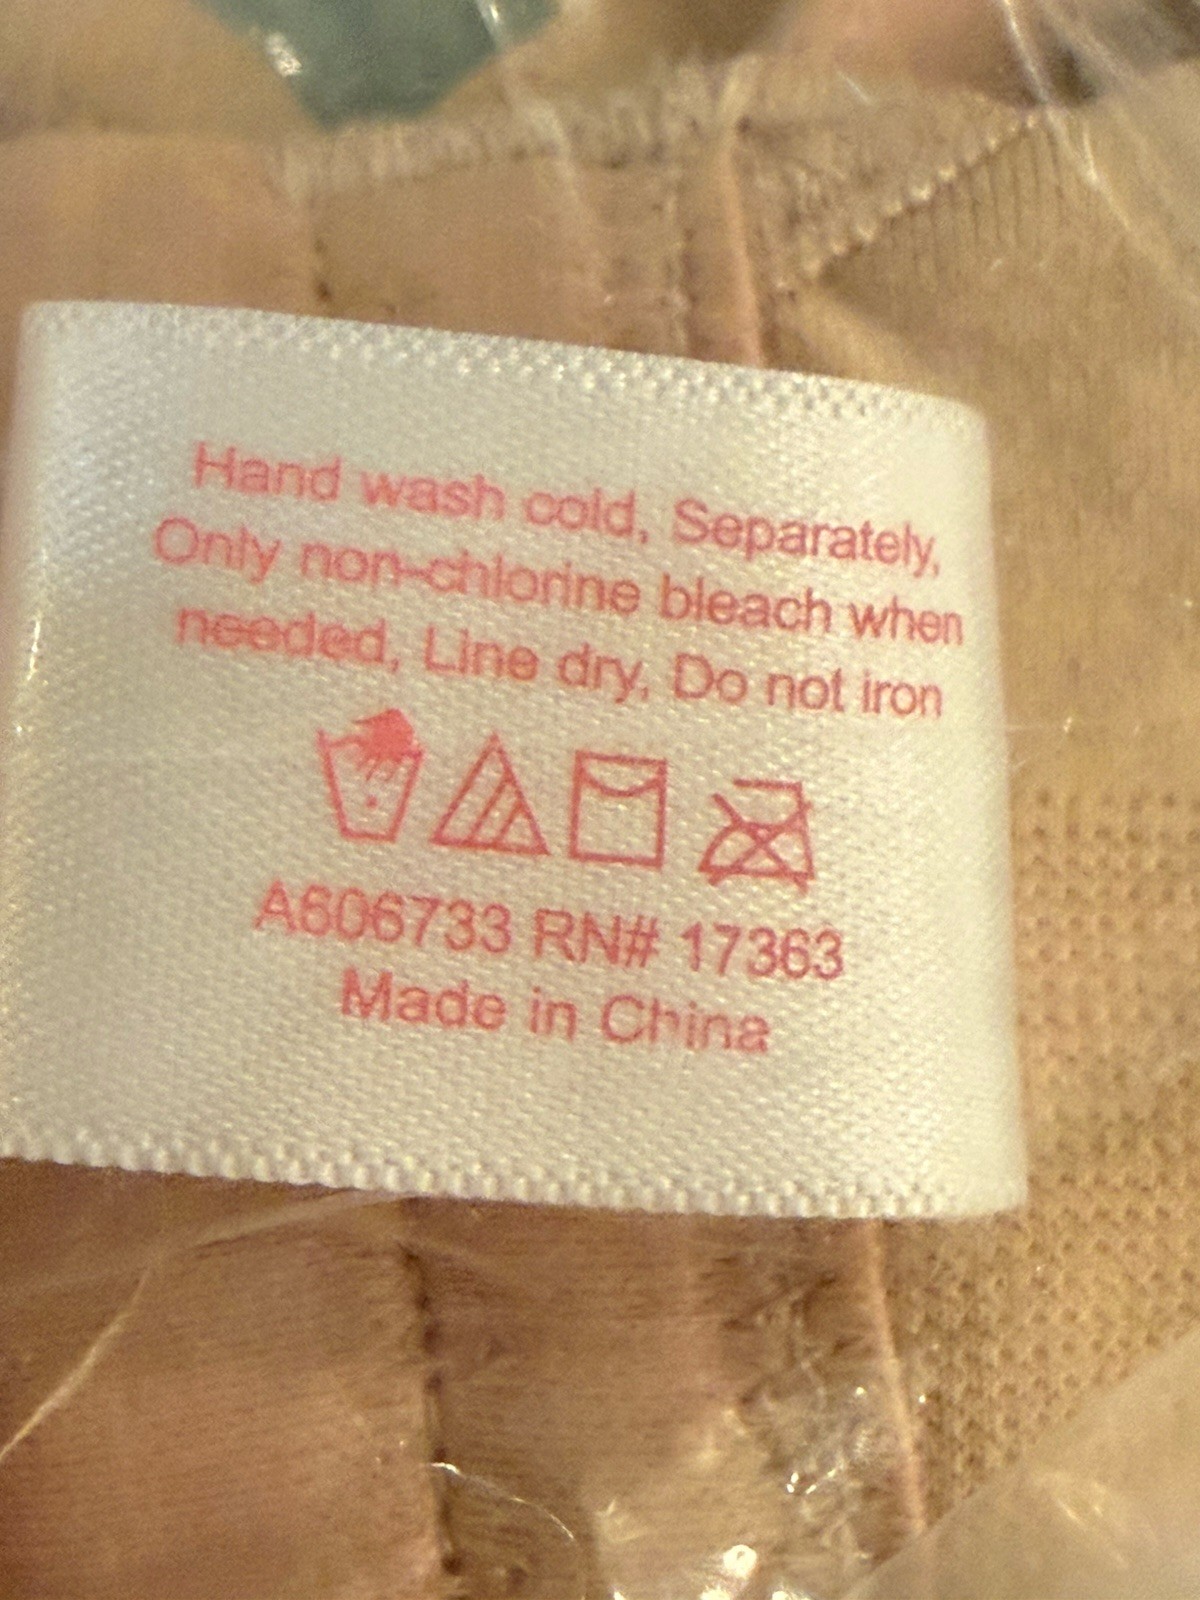 Hand wash cold, Separately,
Only non-chlorine bleach when
needed, Line dry, Do not iron
A606733 RN# 17363
Made in China